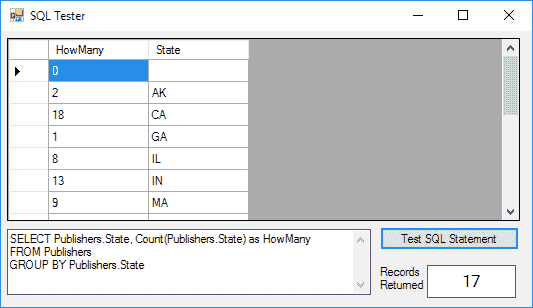 SQL Tester
HowMany State
D
2 AK
18 CA
1 GA
8 IL
13 IN
9 MA
SELECT Publishers.State, Count(Publishers.State) as HowMany
FROM Publishers
GROUP BY Publishers.State
Test SQL Statement
Records
Returned
17